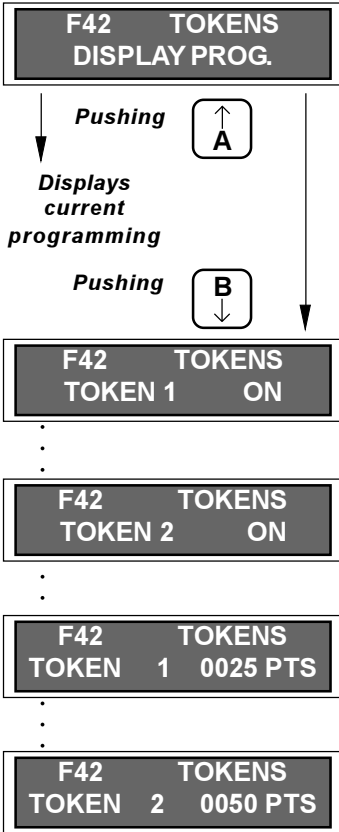 F42 TOKENS
DISPLAY PROG.
Pushing
↑
A
Displays
current
programming
Pushing
B
↓
F42 TOKENS
TOKEN 1 ON
.
.
.
F42 TOKENS
TOKEN 2 ON
.
.
F42 TOKENS
TOKEN 1 0025 PTS
.
.
.
F42 TOKENS
TOKEN 2 0050 PTS